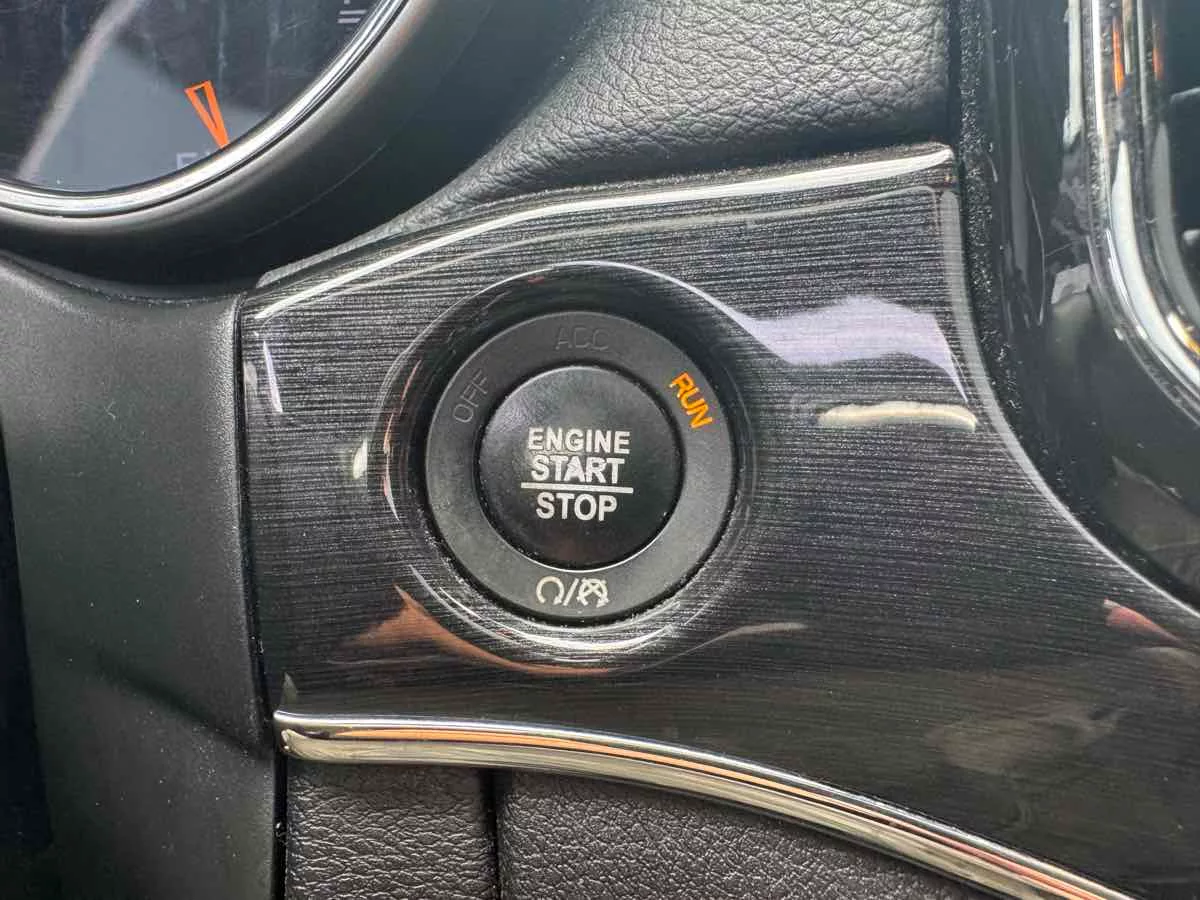 ACC
OFF
RUN
ENGINE
START
STOP